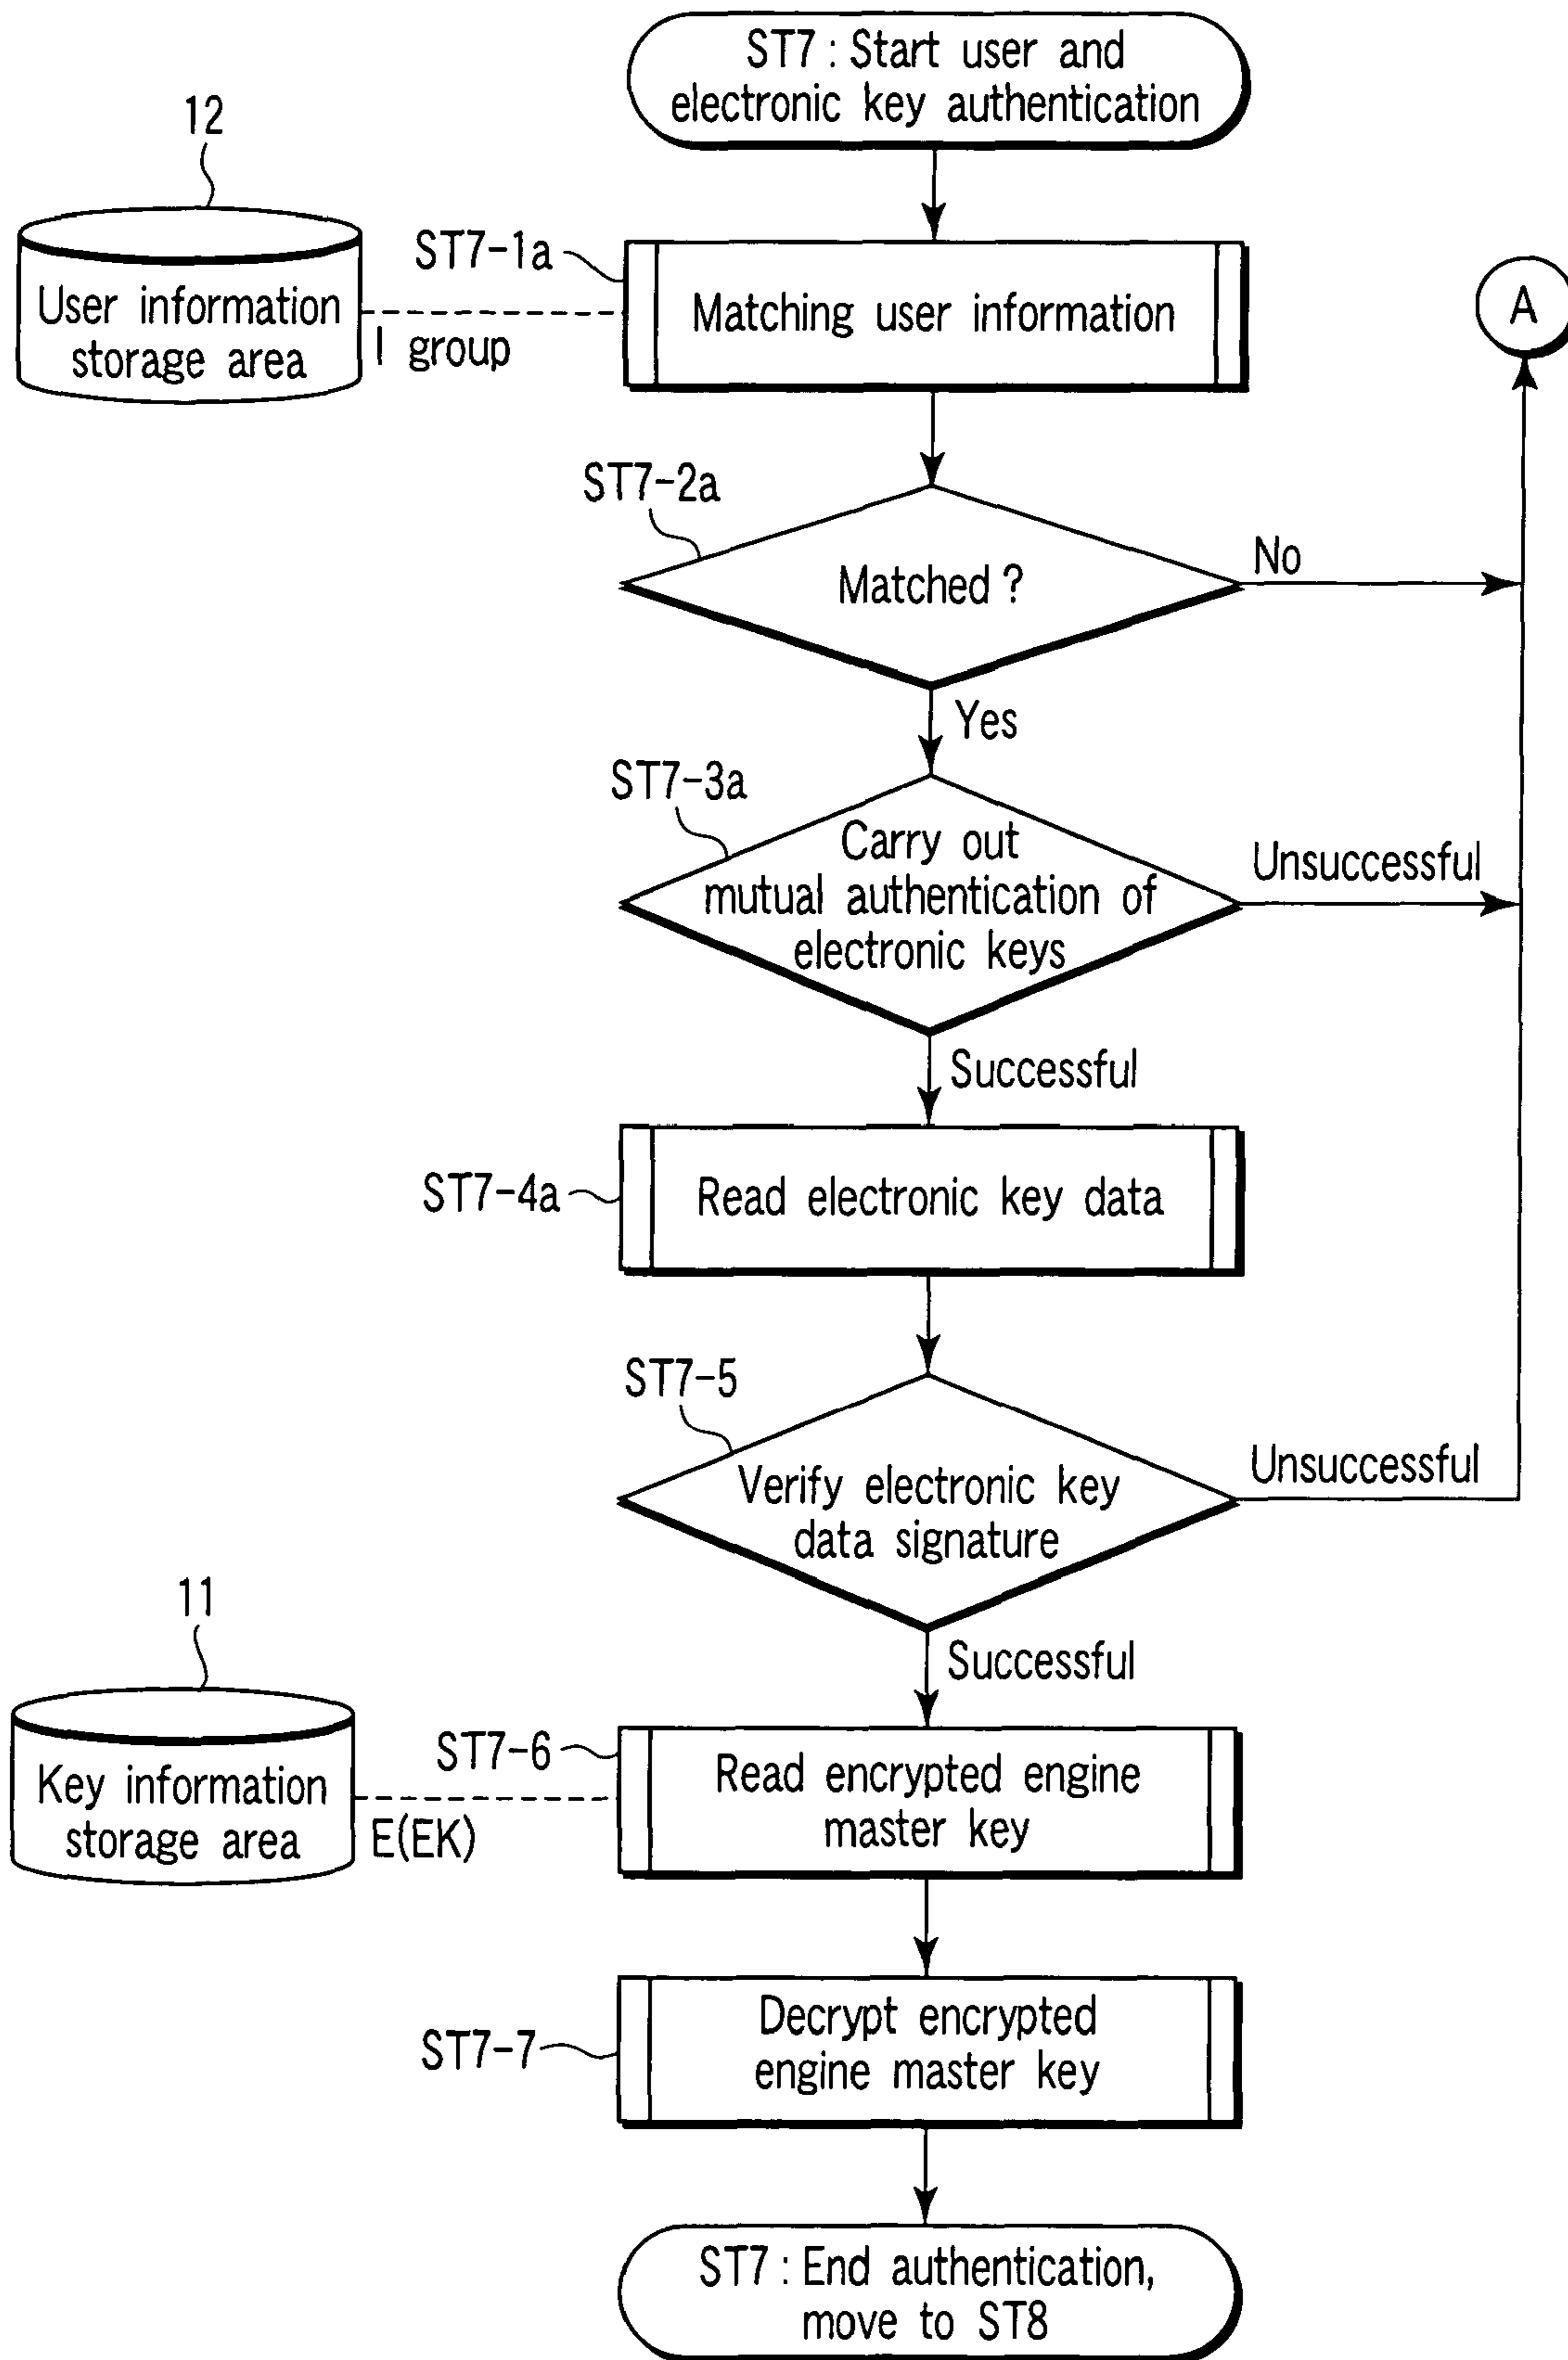 ST7 : Start user and
electronic key authentication
12
User information
storage area
I group
ST7-1a
Matching user information
A
ST7-2a
Matched ?
No
Yes
ST7-3a
Carry out
mutual authentication of
electronic keys
Unsuccessful
Successful
ST7-4a
Read electronic key data
ST7-5
Verify electronic key
data signature
Unsuccessful
Successful
11
Key information
storage area
E(EK)
ST7-6
Read encrypted engine
master key
ST7-7
Decrypt encrypted
engine master key
ST7 : End authentication,
move to ST8